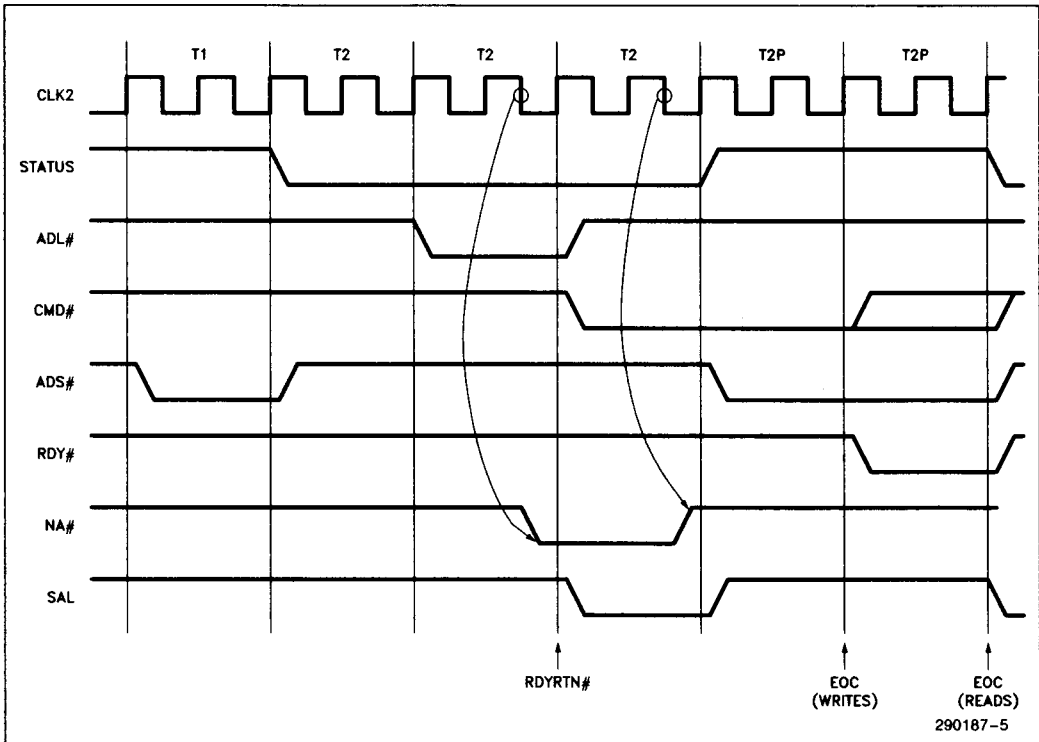 T1 T2 T2 T2 T2P T2P
CLK2
STATUS
ADL#
CMD#
ADS#
RDY#
NA#
SAL
RDYRTN# EOC EOC
(WRITES) (READS)
290187-5